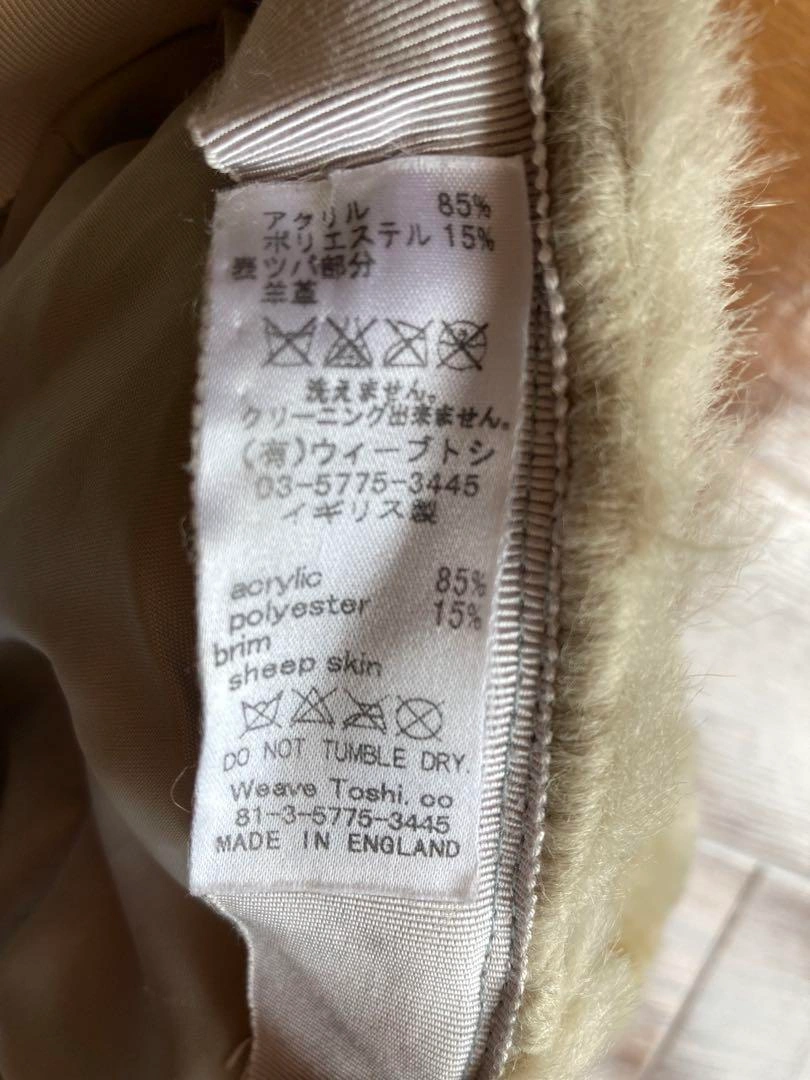 アクリル 85%
ポリエステル 15%
表ツバ部分
羊革
洗えません。
クリーニング出来ません。
(有)ウィーブトシ
03-5775-3445
イギリス製
acrylic 85%
polyester 15%
brim
sheep skin
DO NOT TUMBLE DRY.
Weave Toshi. co
81-3-5775-3445
MADE IN ENGLAND